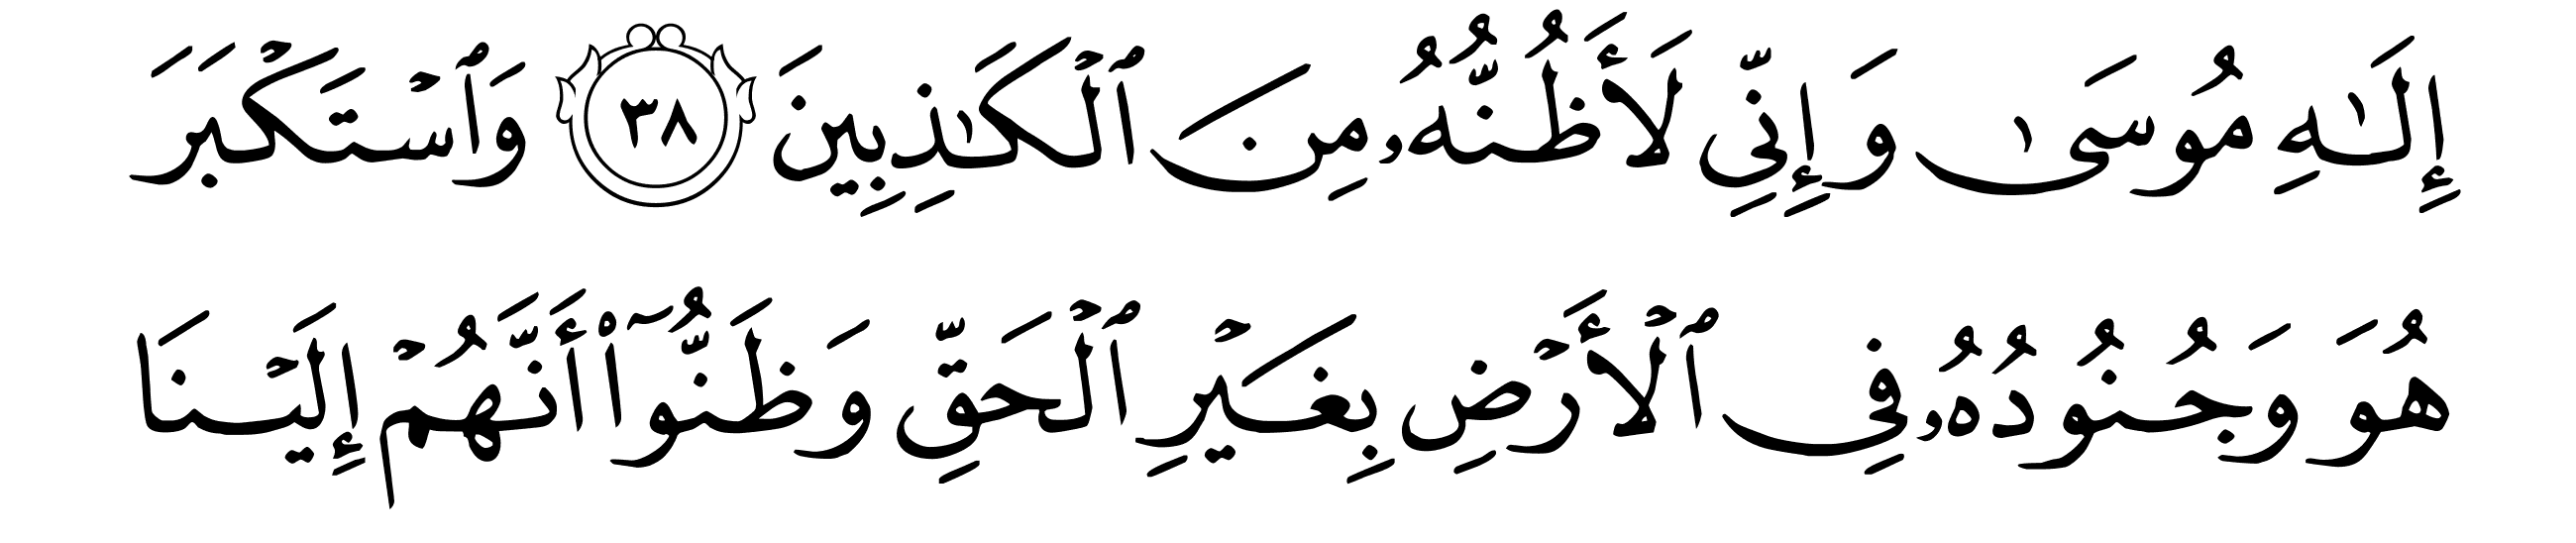 إِلَـٰهِ مُوسَىٰ وَإِنِّي لَأَظُنُّهُۥ مِنَ ٱلْكَـٰذِبِينَ ٣٨ وَٱسْتَكْبَرَ
هُوَ وَجُنُودُهُۥ فِى ٱلْأَرْضِ بِغَيْرِ ٱلْحَقِّ وَظَنُّوٓا۟ أَنَّهُمْ إِلَيْنَا